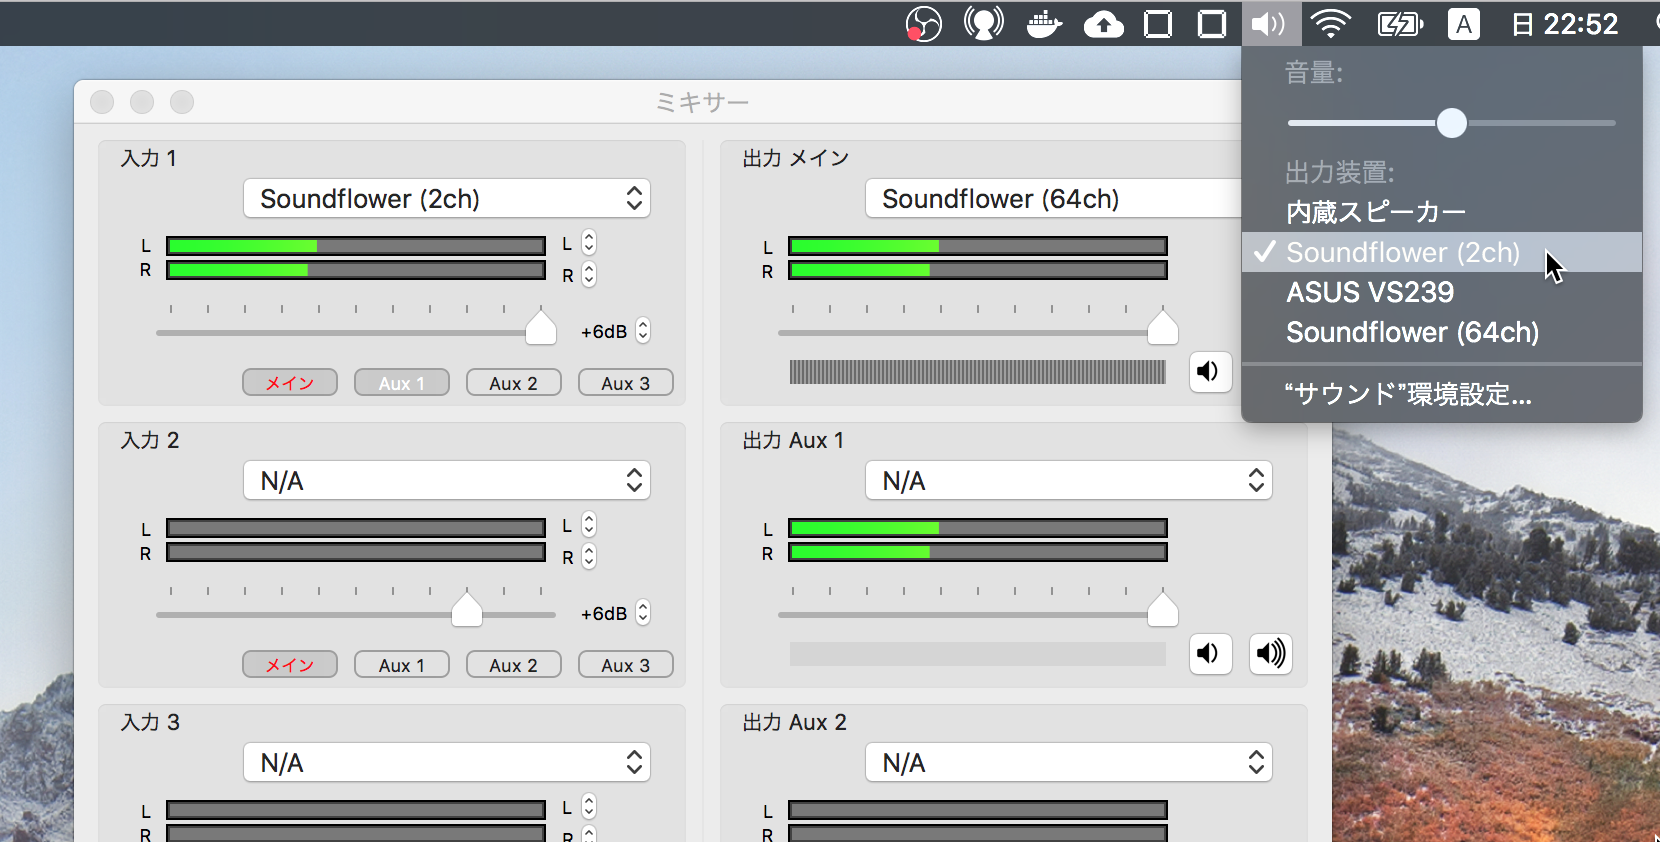 A
日 22:52
ミキサー
入力 1
Soundflower (2ch)
L
R
L
R
+6dB
メイン
Aux 1
Aux 2
Aux 3
入力 2
N/A
L
R
L
R
+6dB
メイン
Aux 1
Aux 2
Aux 3
入力 3
N/A
L
R
L
R
出力 メイン
Soundflower (64ch)
L
R
出力 Aux 1
N/A
L
R
出力 Aux 2
N/A
L
R
音量:
出力装置:
内蔵スピーカー
✓ Soundflower (2ch)
ASUS VS239
Soundflower (64ch)
“サウンド”環境設定...